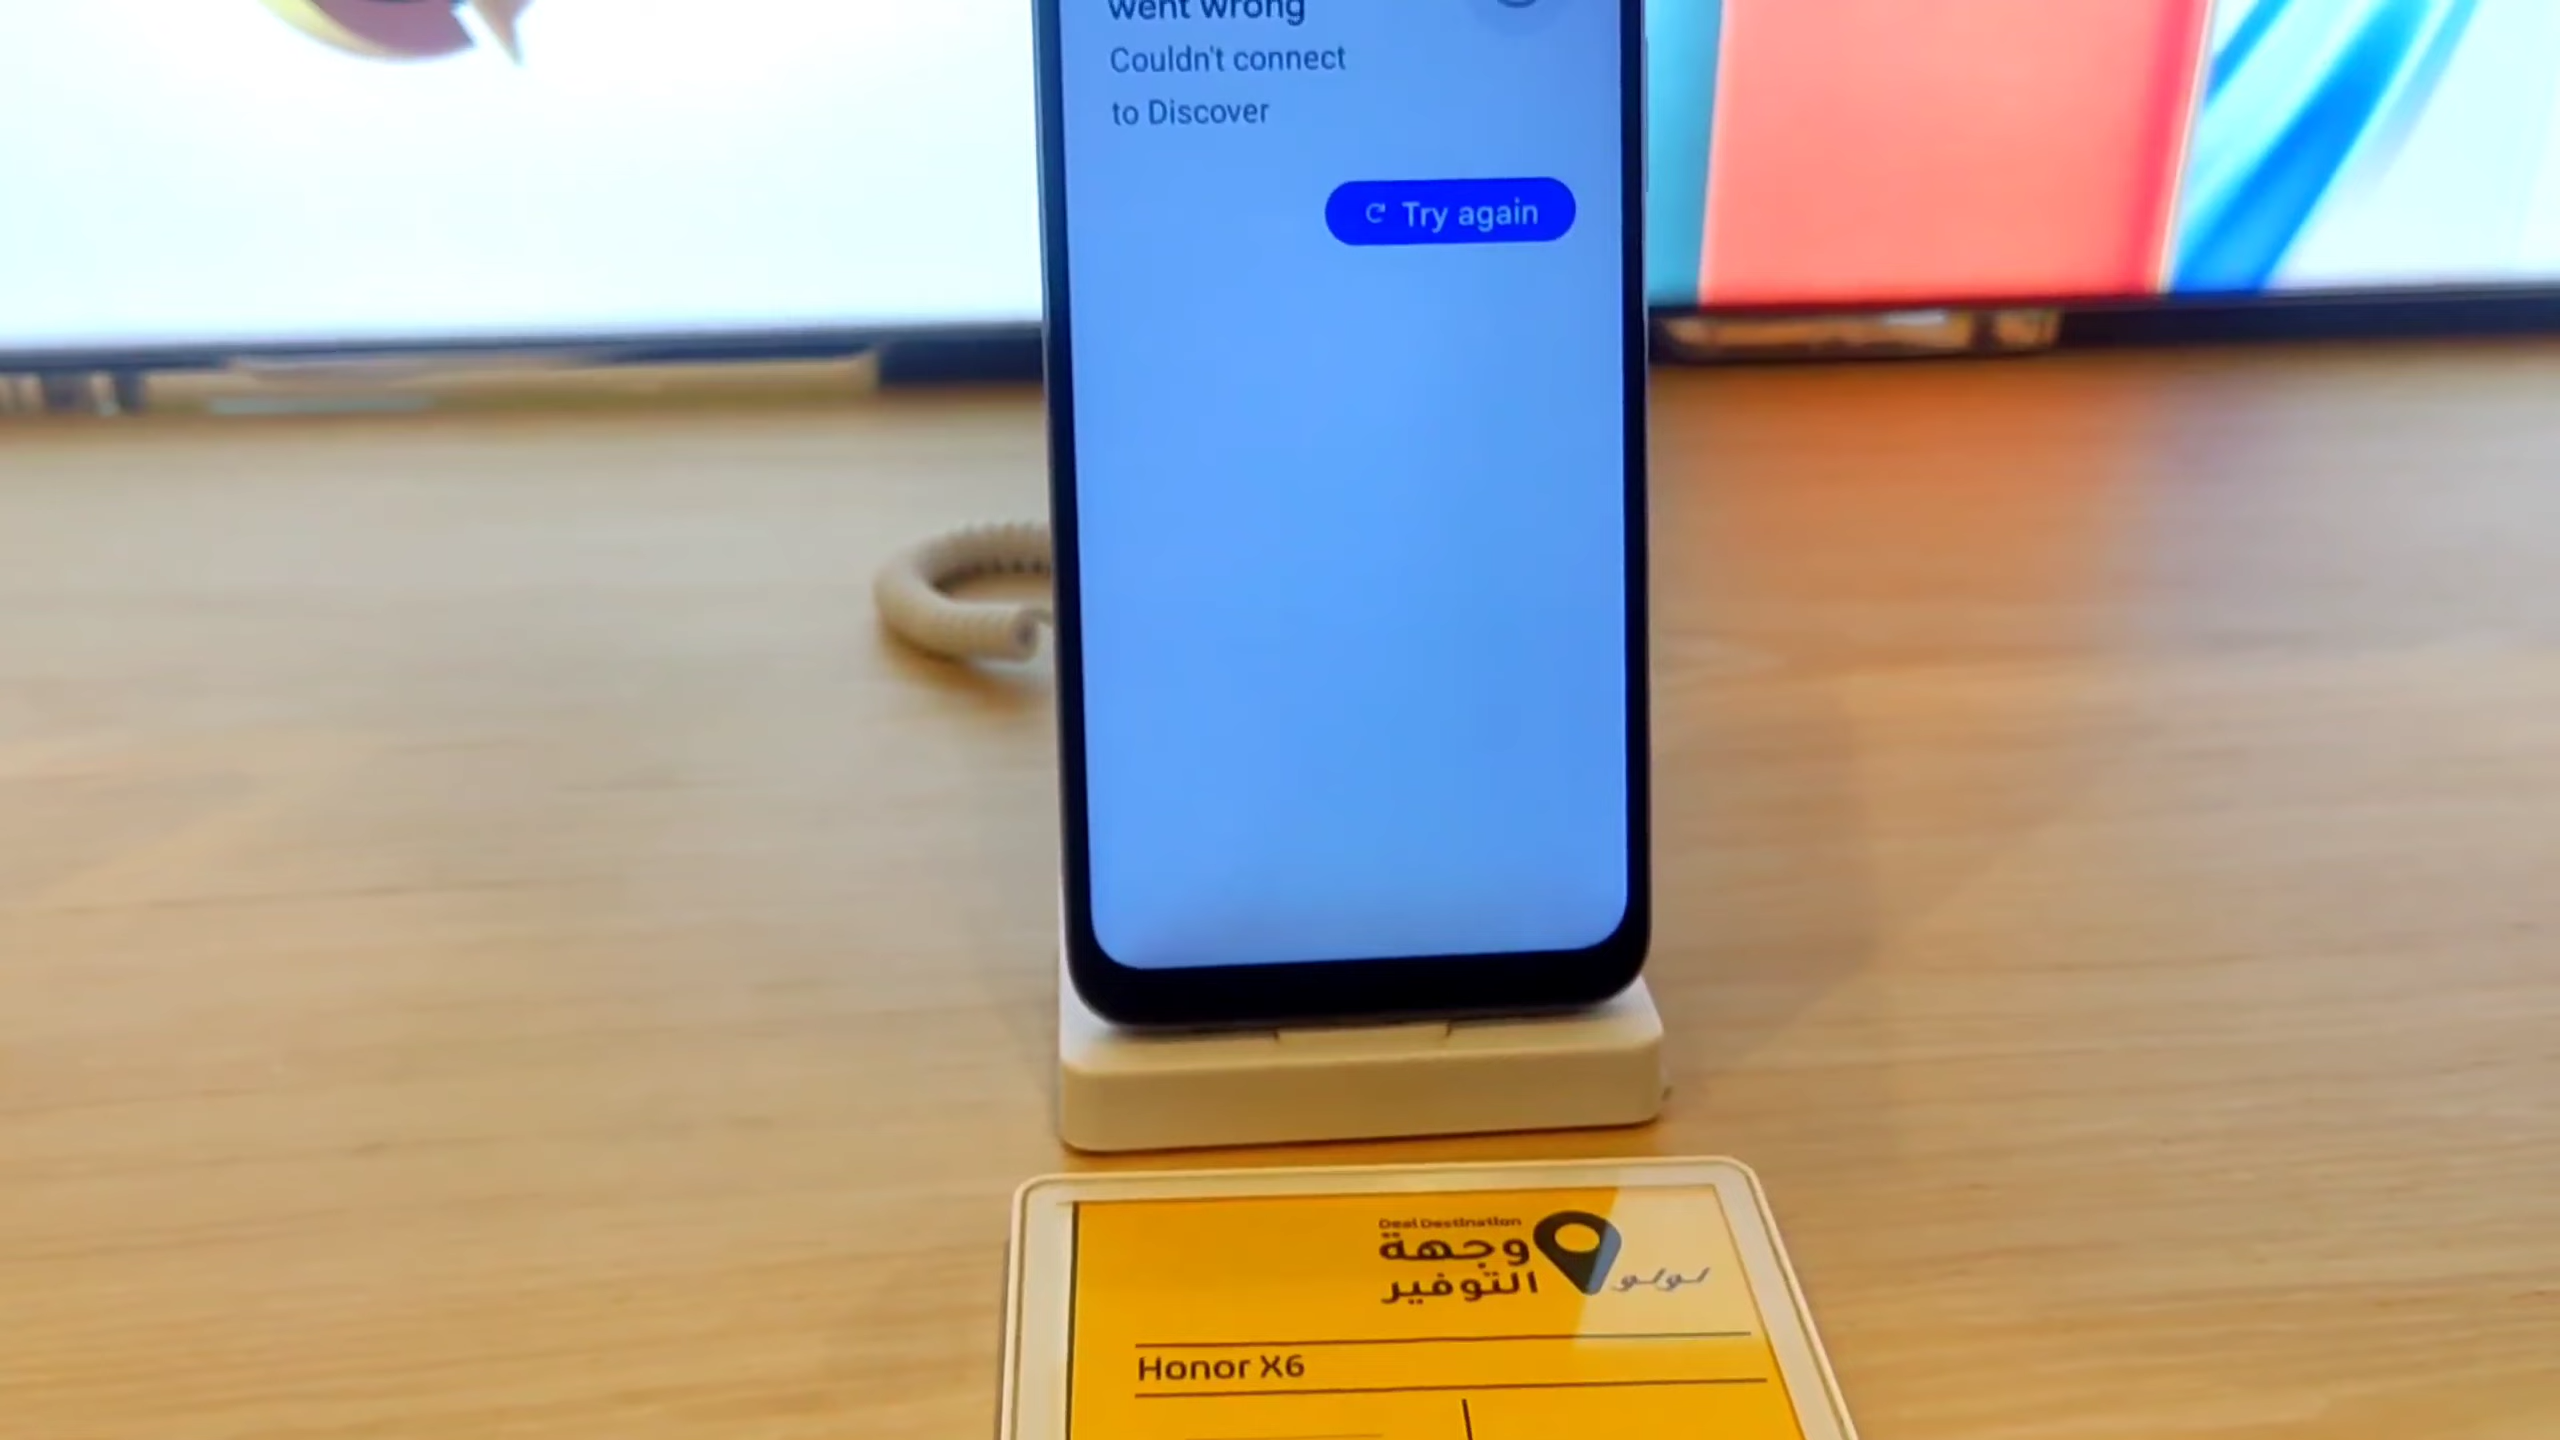 went wrong
Couldn't connect
to Discover
Try again
Deal Destination
وجهة
التوفير
لولو
Honor X6